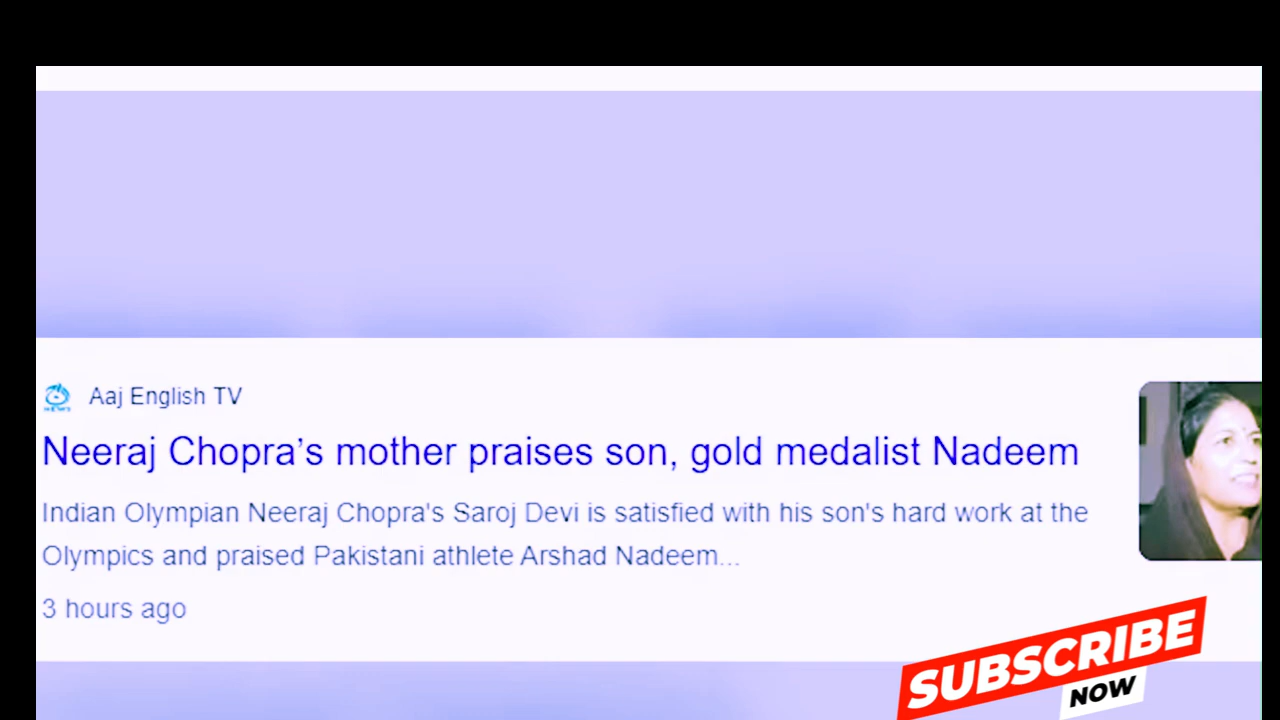 Aaj English TV
Neeraj Chopra’s mother praises son, gold medalist Nadeem
Indian Olympian Neeraj Chopra's Saroj Devi is satisfied with his son's hard work at the
Olympics and praised Pakistani athlete Arshad Nadeem...
3 hours ago
SUBSCRIBE
NOW